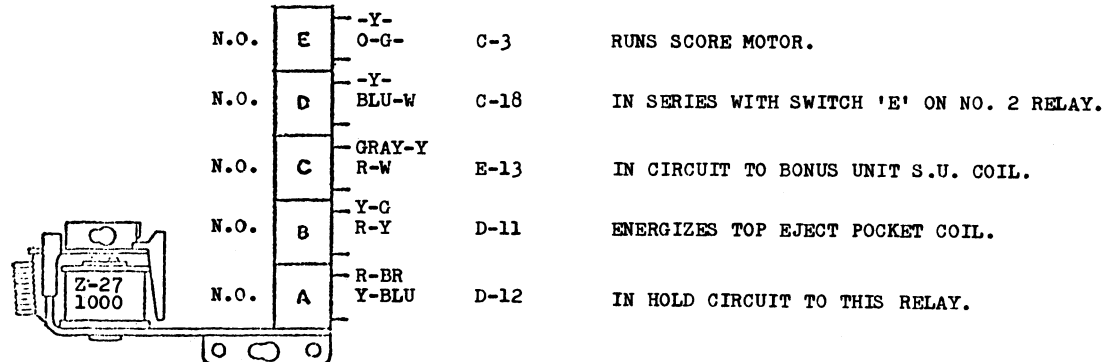 -Y-
N.O. E O-G- C-3 RUNS SCORE MOTOR.
-Y-
N.O. D BLU-W C-18 IN SERIES WITH SWITCH 'E' ON NO. 2 RELAY.
GRAY-Y
N.O. C R-W E-13 IN CIRCUIT TO BONUS UNIT S.U. COIL.
Y-G
N.O. B R-Y D-11 ENERGIZES TOP EJECT POCKET COIL.
R-BR
N.O. A Y-BLU D-12 IN HOLD CIRCUIT TO THIS RELAY.
Z-27
1000